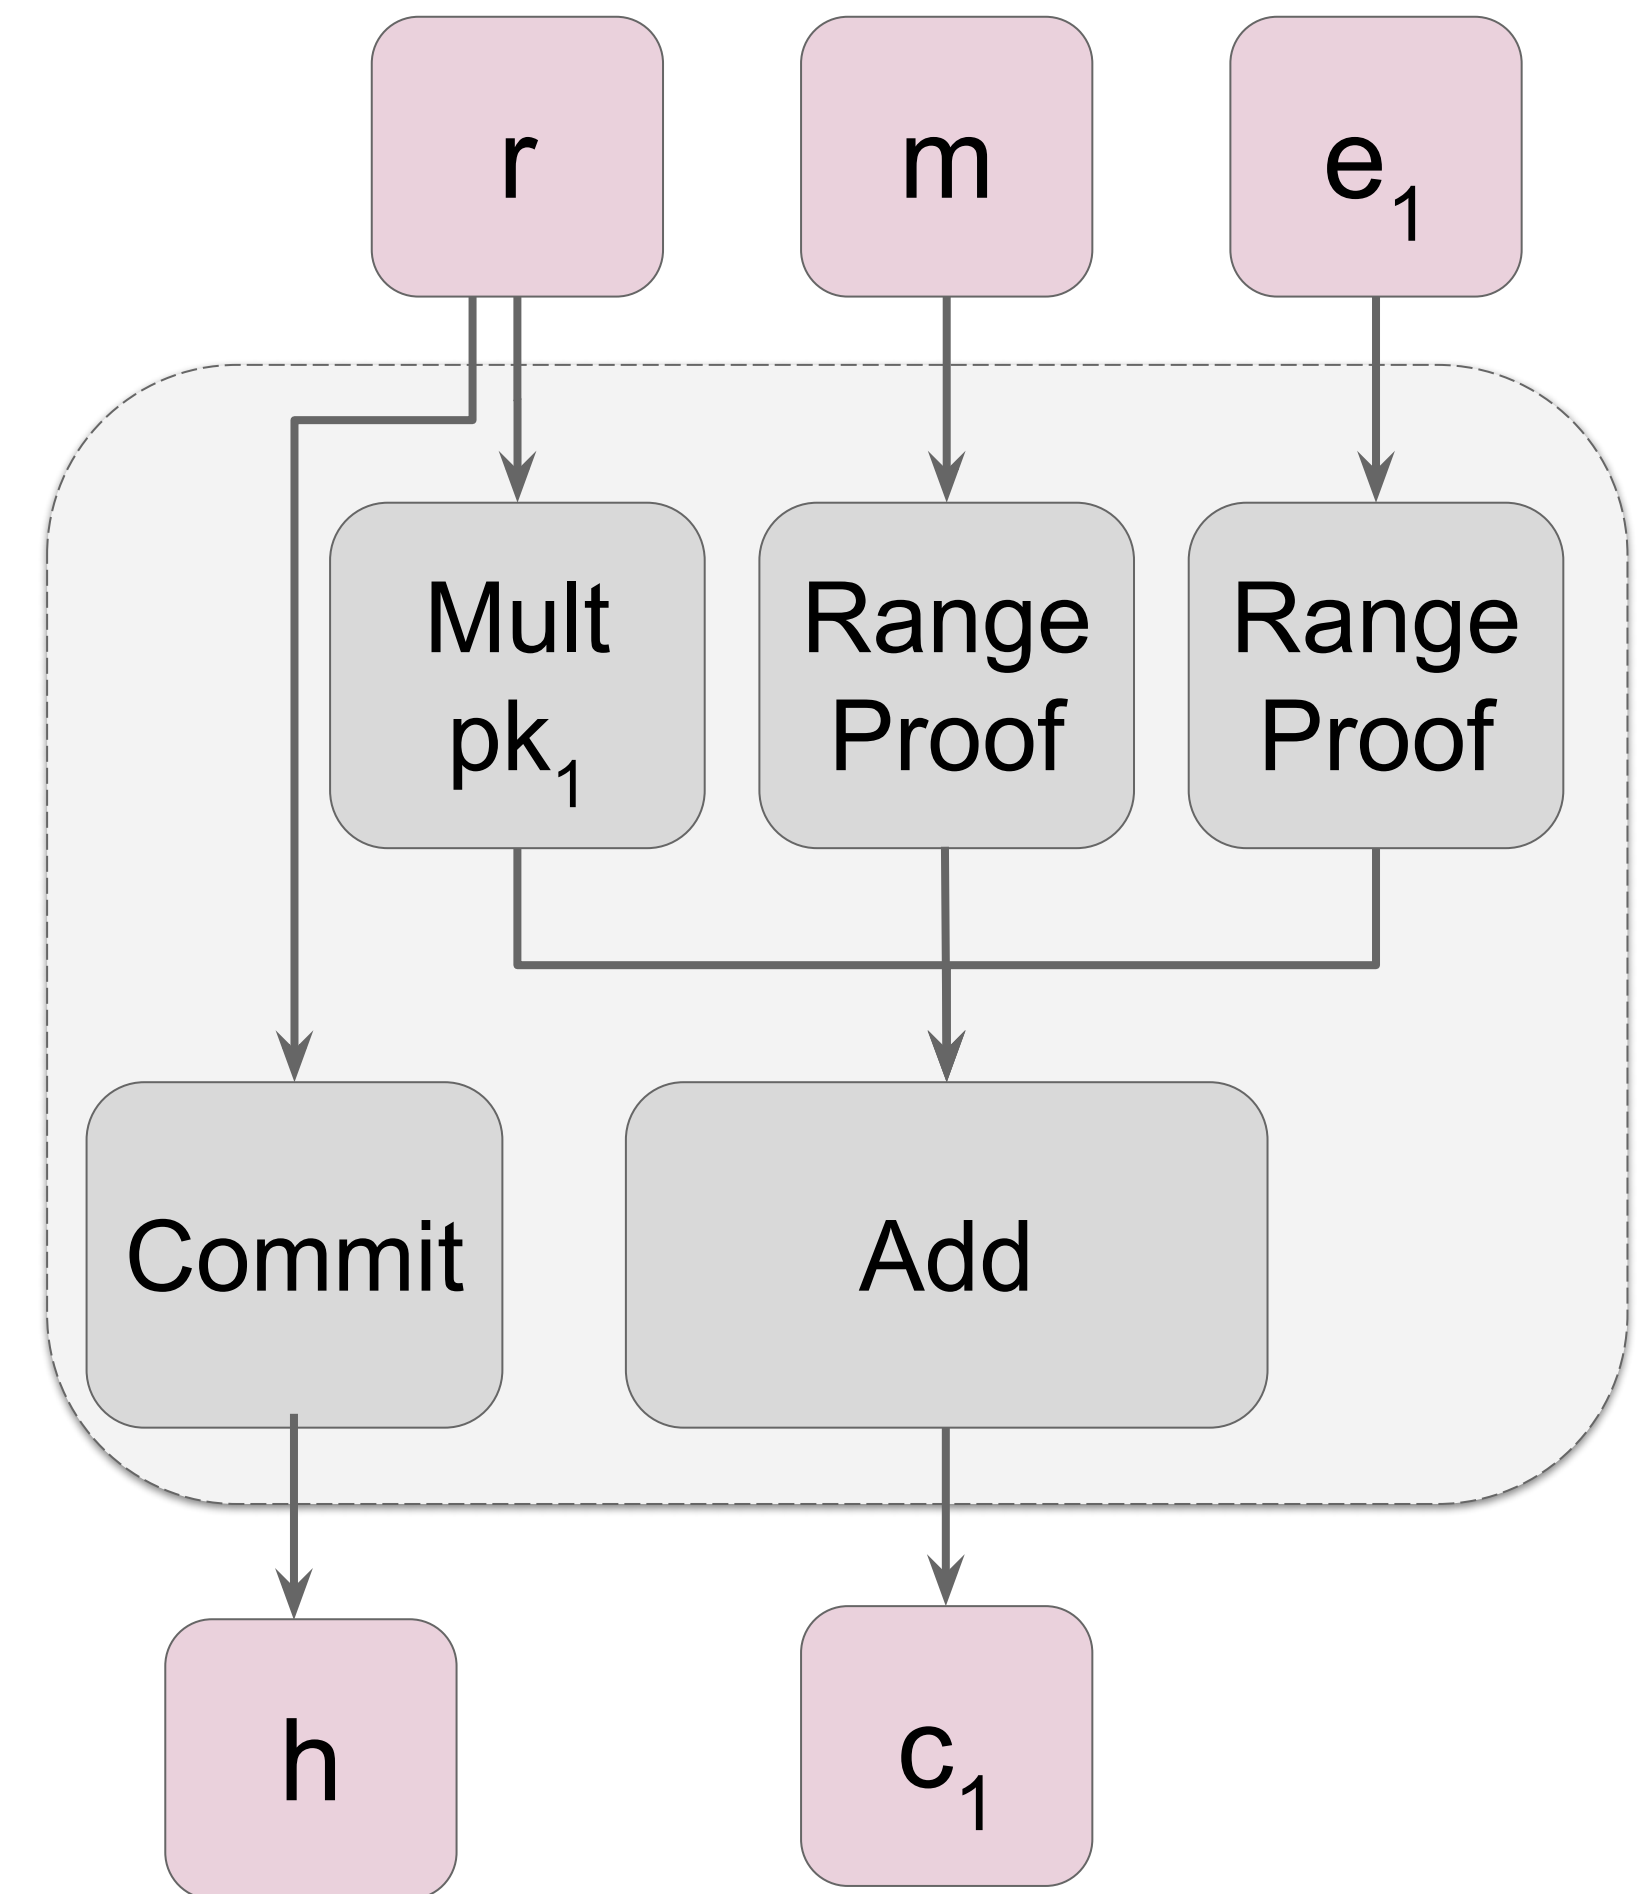 r
m
e₁
Mult
pk₁
Range
Proof
Range
Proof
Commit
Add
h
c₁